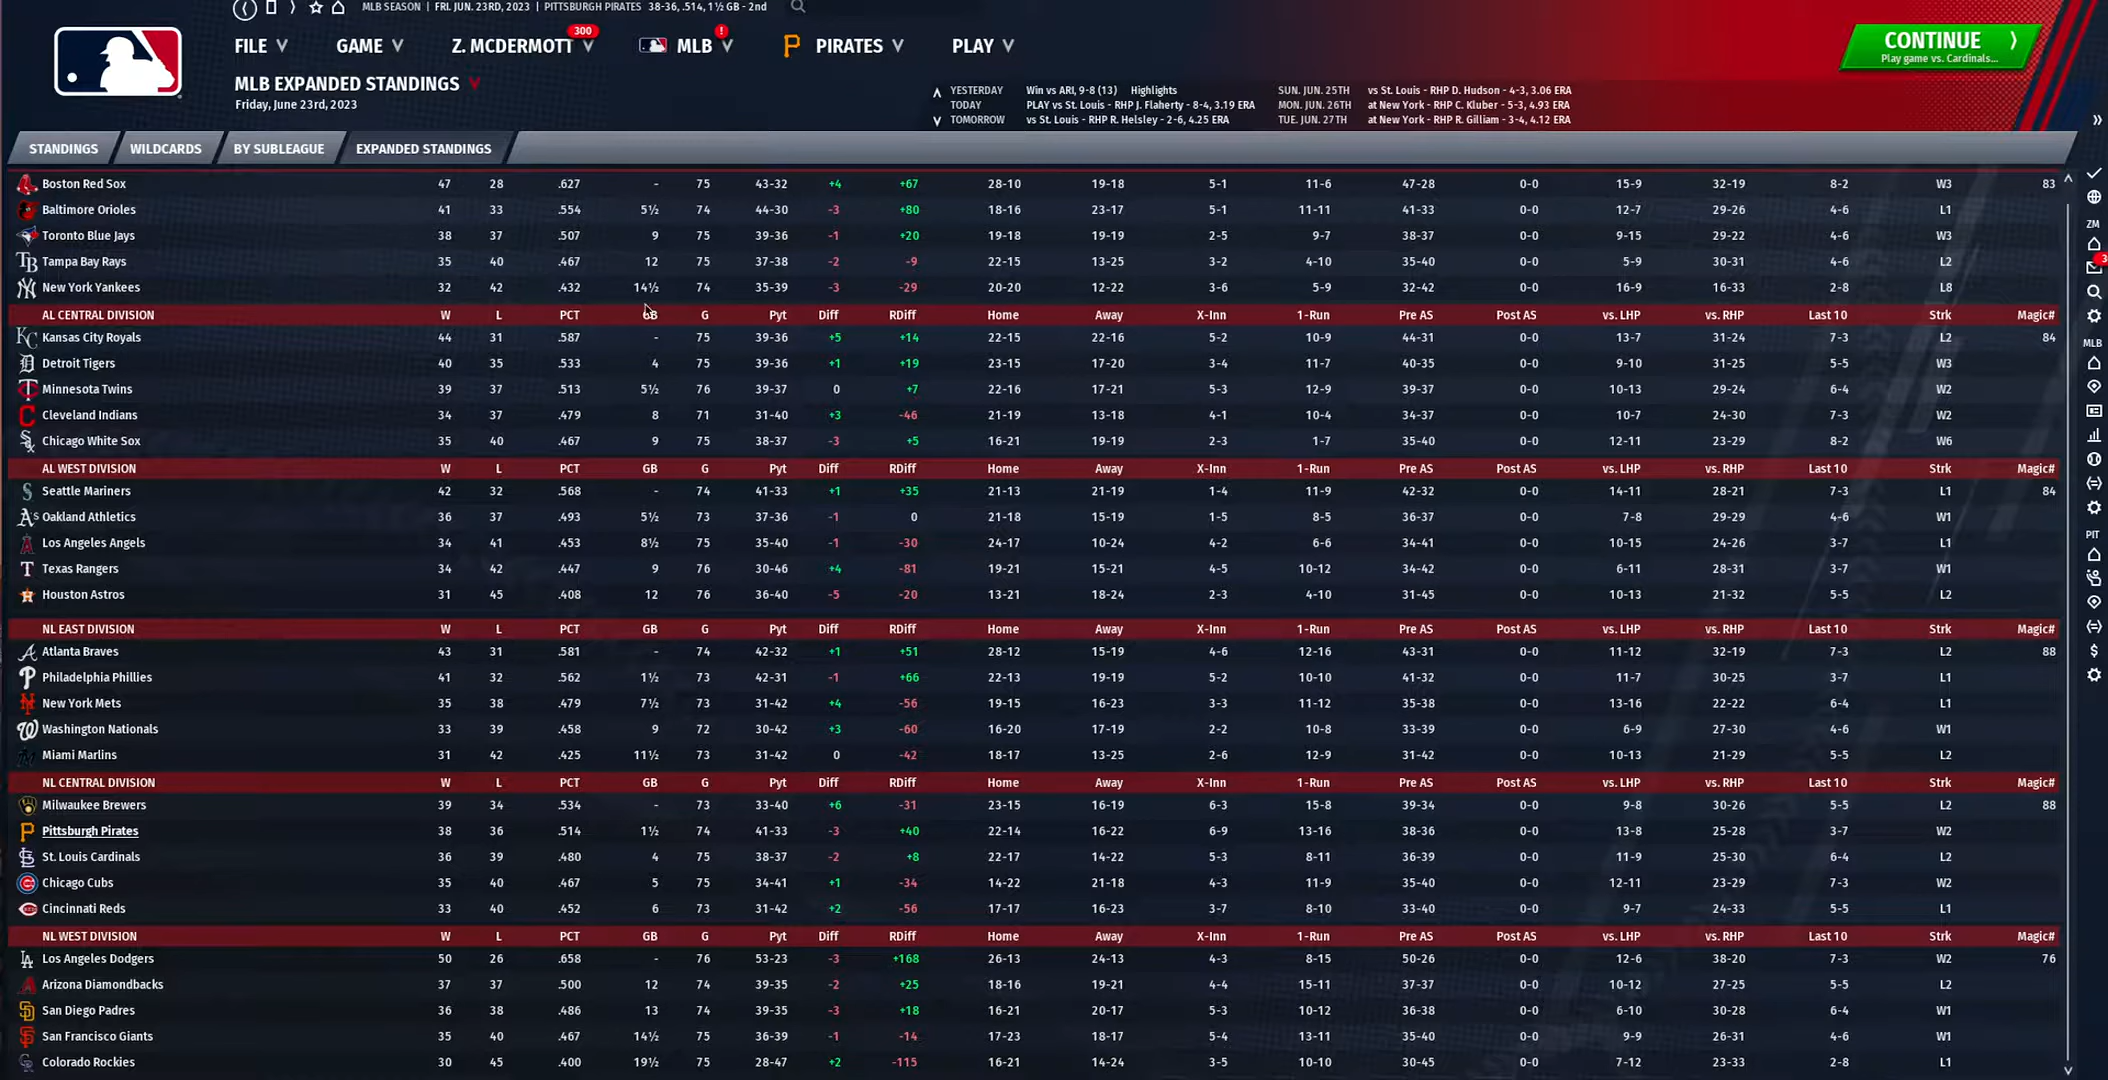 MLB SEASON | FRI. JUN. 23RD, 2023 | PITTSBURGH PIRATES 38-36, .514, 1½ GB - 2nd
FILE GAME Z. MCDERMOTT 300 MLB ! PIRATES PLAY
CONTINUE
Play game vs. Cardinals...
MLB EXPANDED STANDINGS
Friday, June 23rd, 2023
YESTERDAY Win vs ARI, 9-8 (13) Highlights SUN. JUN. 25TH vs St. Louis - RHP D. Hudson - 4-3, 3.06 ERA
TODAY PLAY vs St. Louis - RHP J. Flaherty - 8-4, 3.19 ERA MON. JUN. 26TH at New York - RHP C. Kluber - 5-3, 4.93 ERA
TOMORROW vs St. Louis - RHP R. Helsley - 2-6, 4.25 ERA TUE. JUN. 27TH at New York - RHP R. Gilliam - 3-4, 4.12 ERA
STANDINGS WILDCARDS BY SUBLEAGUE EXPANDED STANDINGS
Boston Red Sox 47 28 .627 - 75 43-32 +4 +67 28-10 19-18 5-1 11-6 47-28 0-0 15-9 32-19 8-2 W3 83
Baltimore Orioles 41 33 .554 5½ 74 44-30 -3 +80 18-16 23-17 5-1 11-11 41-33 0-0 12-7 29-26 4-6 L1
Toronto Blue Jays 38 37 .507 9 75 39-36 -1 +20 19-18 19-19 2-5 9-7 38-37 0-0 9-15 29-22 4-6 W3
Tampa Bay Rays 35 40 .467 12 75 37-38 -2 -9 22-15 13-25 3-2 4-10 35-40 0-0 5-9 30-31 4-6 L2
New York Yankees 32 42 .432 14½ 74 35-39 -3 -29 20-20 12-22 3-6 5-9 32-42 0-0 16-9 16-33 2-8 L8
AL CENTRAL DIVISION W L PCT GB G Pyt Diff RDiff Home Away X-Inn 1-Run Pre AS Post AS vs. LHP vs. RHP Last 10 Strk Magic#
Kansas City Royals 44 31 .587 - 75 39-36 +5 +14 22-15 22-16 5-2 10-9 44-31 0-0 13-7 31-24 7-3 L2 84
Detroit Tigers 40 35 .533 4 75 39-36 +1 +19 23-15 17-20 3-4 11-7 40-35 0-0 9-10 31-25 5-5 W3
Minnesota Twins 39 37 .513 5½ 76 39-37 0 +7 22-16 17-21 5-3 12-9 39-37 0-0 10-13 29-24 6-4 W2
Cleveland Indians 34 37 .479 8 71 31-40 +3 -46 21-19 13-18 4-1 10-4 34-37 0-0 10-7 24-30 7-3 W2
Chicago White Sox 35 40 .467 9 75 38-37 -3 +5 16-21 19-19 2-3 1-7 35-40 0-0 12-11 23-29 8-2 W6
AL WEST DIVISION W L PCT GB G Pyt Diff RDiff Home Away X-Inn 1-Run Pre AS Post AS vs. LHP vs. RHP Last 10 Strk Magic#
Seattle Mariners 42 32 .568 - 74 41-33 +1 +35 21-13 21-19 1-4 11-9 42-32 0-0 14-11 28-21 7-3 L1 84
Oakland Athletics 36 37 .493 5½ 73 37-36 -1 0 21-18 15-19 1-5 8-5 36-37 0-0 7-8 29-29 4-6 W1
Los Angeles Angels 34 41 .453 8½ 75 35-40 -1 -30 24-17 10-24 4-2 6-6 34-41 0-0 10-15 24-26 3-7 L1
Texas Rangers 34 42 .447 9 76 30-46 +4 -81 19-21 15-21 4-5 10-12 34-42 0-0 6-11 28-31 3-7 W1
Houston Astros 31 45 .408 12 76 36-40 -5 -20 13-21 18-24 2-3 4-10 31-45 0-0 10-13 21-32 5-5 L2
NL EAST DIVISION W L PCT GB G Pyt Diff RDiff Home Away X-Inn 1-Run Pre AS Post AS vs. LHP vs. RHP Last 10 Strk Magic#
Atlanta Braves 43 31 .581 - 74 42-32 +1 +51 28-12 15-19 4-6 12-16 43-31 0-0 11-12 32-19 7-3 L2 88
Philadelphia Phillies 41 32 .562 1½ 73 42-31 -1 +66 22-13 19-19 5-2 10-10 41-32 0-0 11-7 30-25 3-7 L1
New York Mets 35 38 .479 7½ 73 31-42 +4 -56 19-15 16-23 3-3 11-12 35-38 0-0 13-16 22-22 6-4 L1
Washington Nationals 33 39 .458 9 72 30-42 +3 -60 16-20 17-19 2-2 10-8 33-39 0-0 6-9 27-30 4-6 W1
Miami Marlins 31 42 .425 11½ 73 31-42 0 -42 18-17 13-25 2-6 12-9 31-42 0-0 10-13 21-29 5-5 L2
NL CENTRAL DIVISION W L PCT GB G Pyt Diff RDiff Home Away X-Inn 1-Run Pre AS Post AS vs. LHP vs. RHP Last 10 Strk Magic#
Milwaukee Brewers 39 34 .534 - 73 33-40 +6 -31 23-15 16-19 6-3 15-8 39-34 0-0 9-8 30-26 5-5 L2 88
Pittsburgh Pirates 38 36 .514 1½ 74 41-33 -3 +40 22-14 16-22 6-9 13-16 38-36 0-0 13-8 25-28 3-7 W2
St. Louis Cardinals 36 39 .480 4 75 38-37 -2 +8 22-17 14-22 5-3 8-11 36-39 0-0 11-9 25-30 6-4 L2
Chicago Cubs 35 40 .467 5 75 34-41 +1 -34 14-22 21-18 4-3 11-9 35-40 0-0 12-11 23-29 7-3 W2
Cincinnati Reds 33 40 .452 6 73 31-42 +2 -56 17-17 16-23 3-7 8-10 33-40 0-0 9-7 24-33 5-5 L1
NL WEST DIVISION W L PCT GB G Pyt Diff RDiff Home Away X-Inn 1-Run Pre AS Post AS vs. LHP vs. RHP Last 10 Strk Magic#
Los Angeles Dodgers 50 26 .658 - 76 53-23 -3 +168 26-13 24-13 4-3 8-15 50-26 0-0 12-6 38-20 7-3 W2 76
Arizona Diamondbacks 37 37 .500 12 74 39-35 -2 +25 18-16 19-21 4-4 15-11 37-37 0-0 10-12 27-25 5-5 L2
San Diego Padres 36 38 .486 13 74 39-35 -3 +18 16-21 20-17 5-3 10-12 36-38 0-0 6-10 30-28 6-4 W1
San Francisco Giants 35 40 .467 14½ 75 36-39 -1 -14 17-23 18-17 5-4 13-11 35-40 0-0 9-9 26-31 4-6 W1
Colorado Rockies 30 45 .400 19½ 75 28-47 +2 -115 16-21 14-24 3-5 10-10 30-45 0-0 7-12 23-33 2-8 L1
ZM
3
MLB
PIT